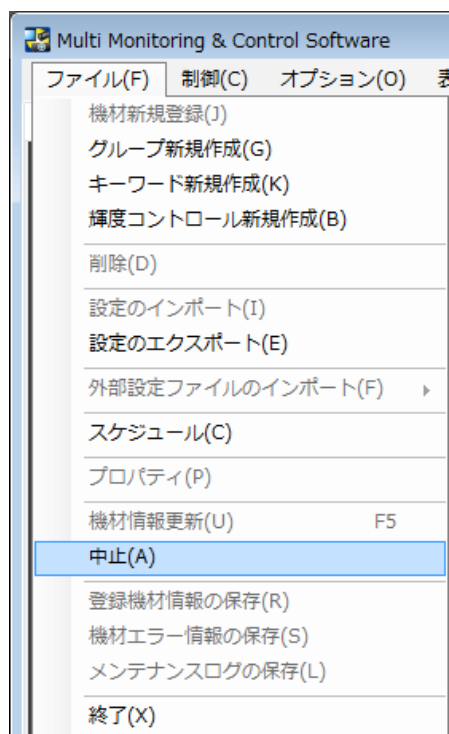 Multi Monitoring & Control Software
ファイル(F) 制御(C) オプション(O)
機材新規登録(J)
グループ新規作成(G)
キーワード新規作成(K)
輝度コントロール新規作成(B)
削除(D)
設定のインポート(I)
設定のエクスポート(E)
外部設定ファイルのインポート(F)
スケジュール(C)
プロパティ(P)
機材情報更新(U) F5
中止(A)
登録機材情報の保存(R)
機材エラー情報の保存(S)
メンテナンスログの保存(L)
終了(X)